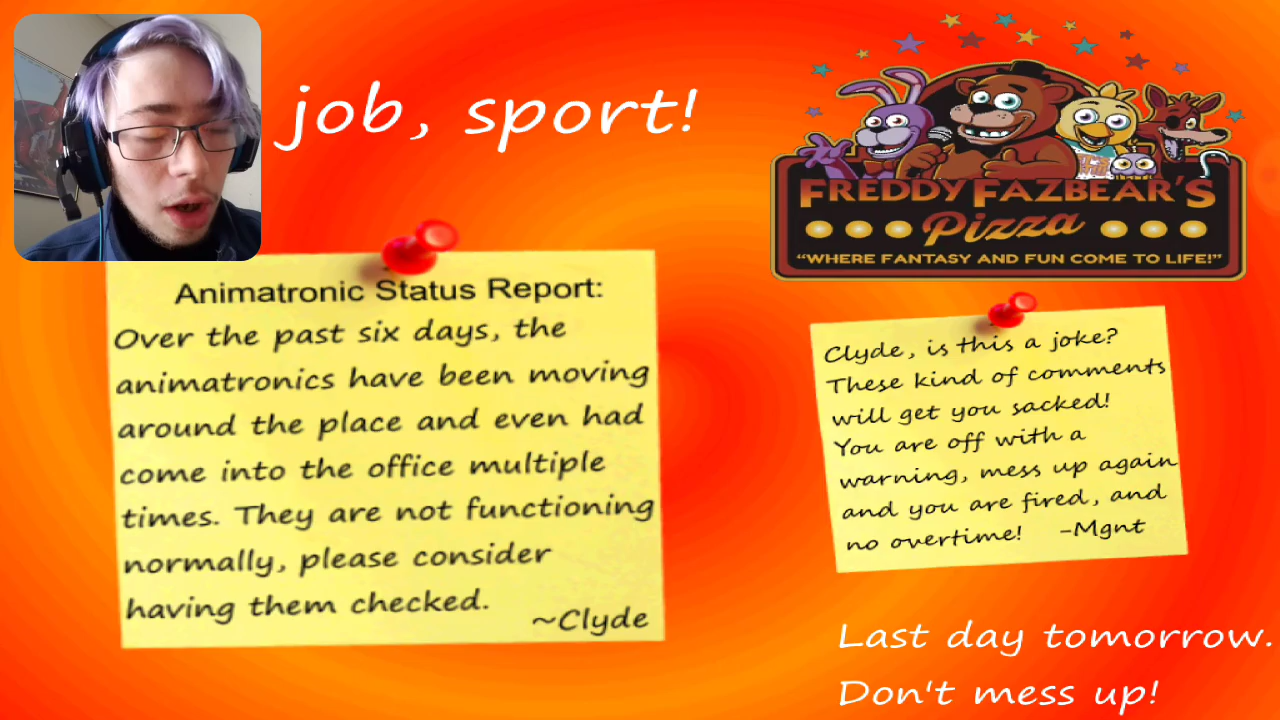 job, sport!
FREDDY FAZBEAR'S
Pizza
"WHERE FANTASY AND FUN COME TO LIFE!"
Animatronic Status Report:
Over the past six days, the
animatronics have been moving
around the place and even had
come into the office multiple
times. They are not functioning
normally, please consider
having them checked.
~Clyde
Clyde, is this a joke?
These kind of comments
will get you sacked!
You are off with a
warning, mess up again
and you are fired, and
no overtime! -Mgnt
Last day tomorrow.
Don't mess up!